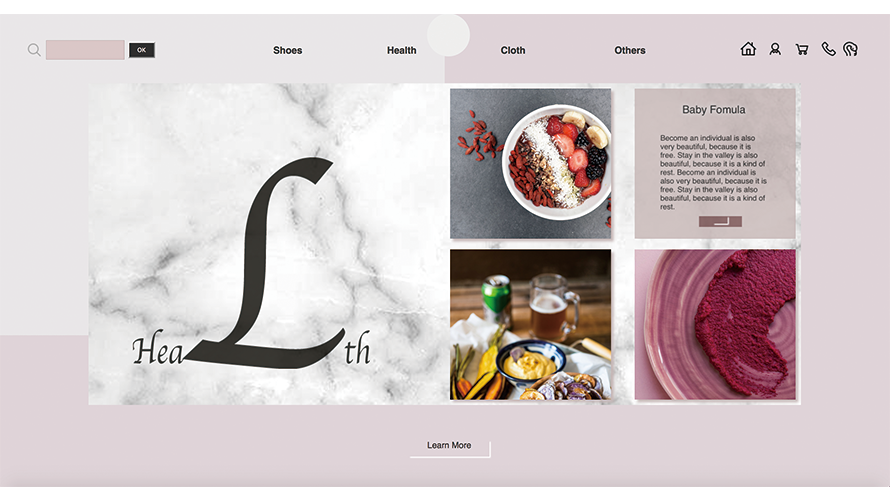 OK
Shoes
Health
Cloth
Others
HeaLth
Baby Fomula
Become an individual is also
very beautiful, because it is
free. Stay in the valley is also
beautiful, because it is a kind of
rest. Become an individual is
also very beautiful, because it is
free. Stay in the valley is also
beautiful, because it is a kind of
rest.
Learn More